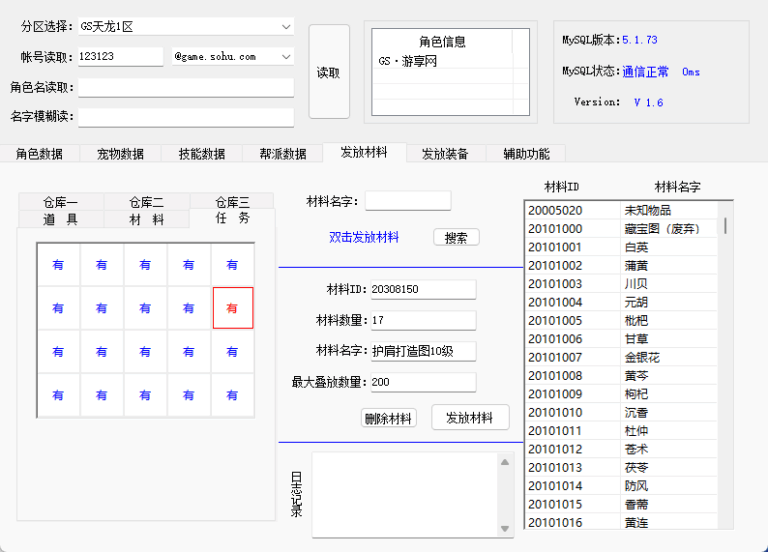 分区选择: GS天龙1区
帐号读取: 123123 @game.sohu.com
角色名读取:
名字模糊读:
读取
角色信息
GS·游享网
MySQL版本:5.1.73
MySQL状态:通信正常 0ms
Version: V 1.6
角色数据 宠物数据 技能数据 帮派数据 发放材料 发放装备 辅助功能
仓库一 仓库二 仓库三
道 具 材 料 任 务
有 有 有 有 有
有 有 有 有 有
有 有 有 有 有
有 有 有 有 有
材料名字:
双击发放材料 搜索
材料ID: 20308150
材料数量: 17
材料名字: 护肩打造图10级
最大叠放数量: 200
删除材料 发放材料
日志记录
材料ID 材料名字
20005020 未知物品
20101000 藏宝图（废弃）
20101001 白英
20101002 蒲黄
20101003 川贝
20101004 元胡
20101005 枇杷
20101006 甘草
20101007 金银花
20101008 黄芩
20101009 枸杞
20101010 沉香
20101011 杜仲
20101012 苍术
20101013 茯苓
20101014 防风
20101015 香薷
20101016 黄连